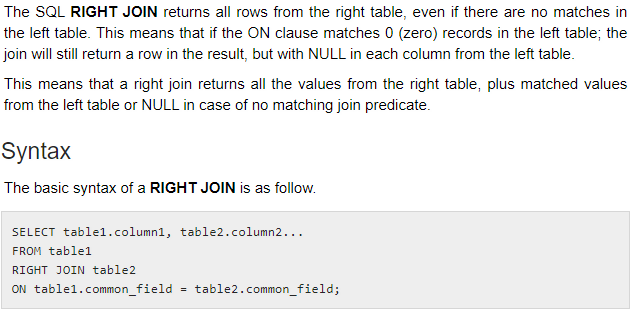 The SQL RIGHT JOIN returns all rows from the right table, even if there are no matches in
the left table. This means that if the ON clause matches 0 (zero) records in the left table; the
join will still return a row in the result, but with NULL in each column from the left table.
This means that a right join returns all the values from the right table, plus matched values
from the left table or NULL in case of no matching join predicate.
Syntax
The basic syntax of a RIGHT JOIN is as follow.
SELECT table1.column1, table2.column2...
FROM table1
RIGHT JOIN table2
ON table1.common_field = table2.common_field;